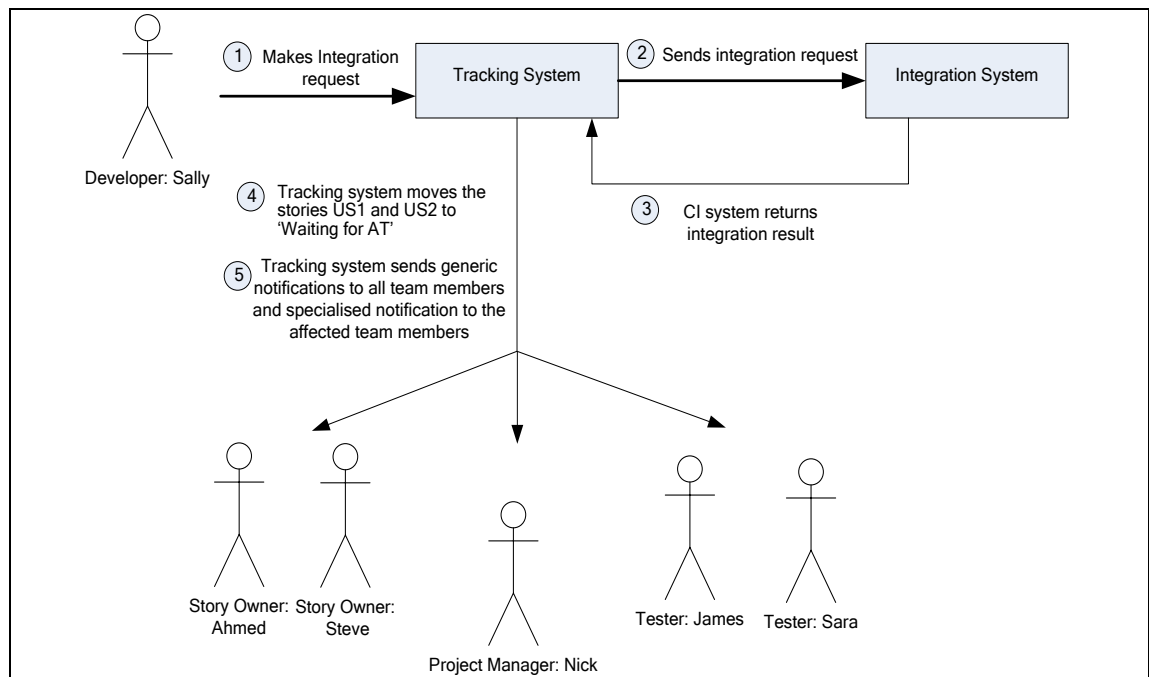 1
Makes Integration
request
Tracking System
2
Sends integration request
Integration System
Developer: Sally
4
Tracking system moves the
stories US1 and US2 to
‘Waiting for AT’
3
CI system returns
integration result
5
Tracking system sends generic
notifications to all team members
and specialised notification to the
affected team members
Story Owner:
Ahmed
Story Owner:
Steve
Project Manager: Nick
Tester: James
Tester: Sara